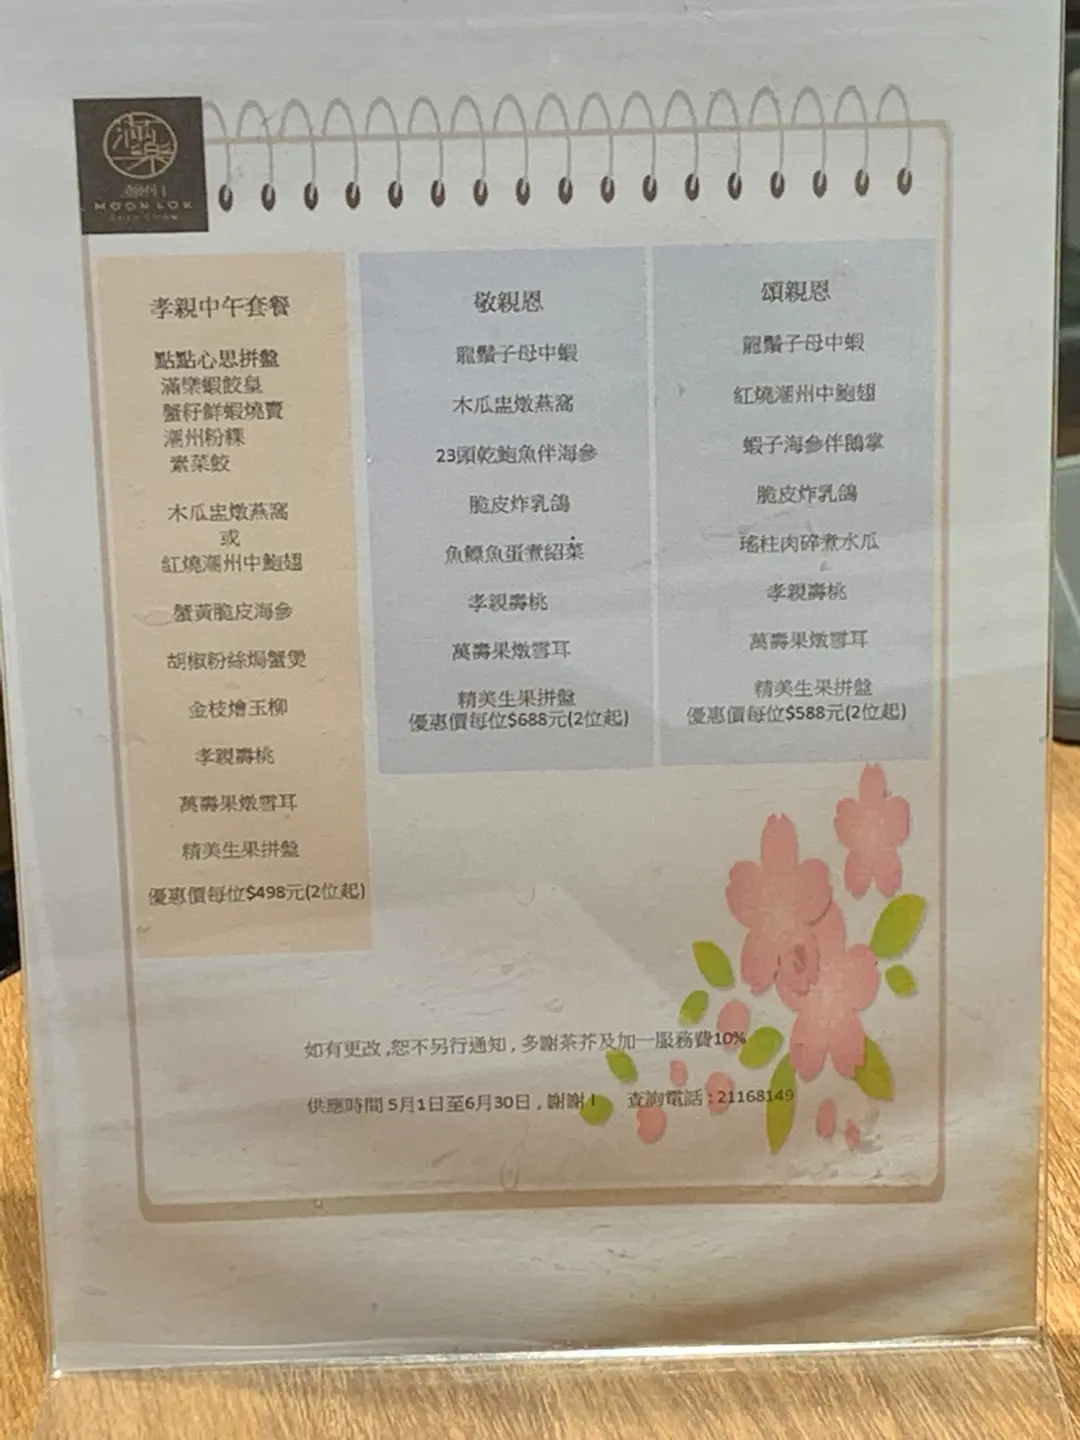 滿樂
MOON LOK
孝親中午套餐
點點心思拼盤
滿樂蝦餃皇
蟹籽鮮蝦燒賣
潮州粉粿
素菜餃
木瓜盅燉燕窩
或
紅燒潮州中鮑翅
蟹黃脆皮海參
胡椒粉絲焗蟹煲
金枝燴玉柳
孝親壽桃
萬壽果燉雪耳
精美生果拼盤
優惠價每位$498元(2位起)
敬親恩
龍鬚子母中蝦
木瓜盅燉燕窩
23頭乾鮑魚伴海參
脆皮炸乳鴿
魚鰾魚蛋煮紹菜
孝親壽桃
萬壽果燉雪耳
精美生果拼盤
優惠價每位$688元(2位起)
頌親恩
龍鬚子母中蝦
紅燒潮州中鮑翅
蝦子海參伴鵝掌
脆皮炸乳鴿
瑤柱肉碎煮水瓜
孝親壽桃
萬壽果燉雪耳
精美生果拼盤
優惠價每位$588元(2位起)
如有更改,恕不另行通知,多謝茶芥及加一服務費10%
供應時間 5月1日至6月30日,謝謝! 查詢電話:21168149